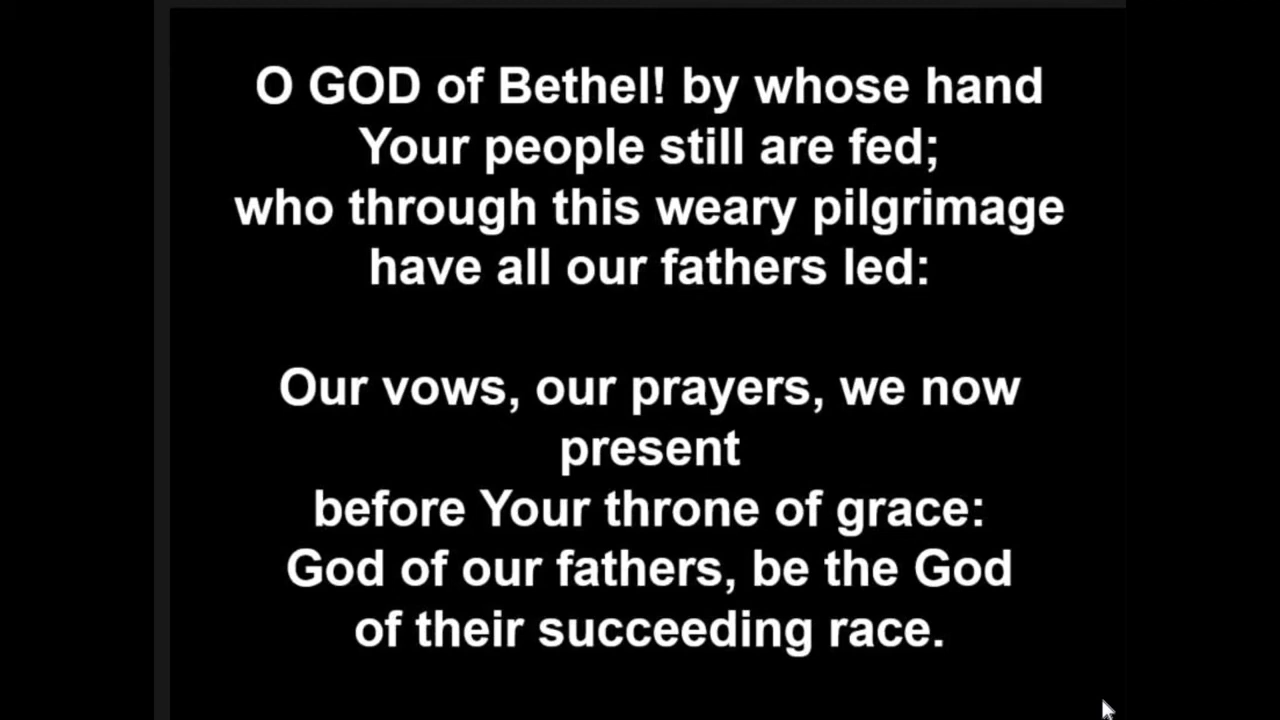 O GOD of Bethel! by whose hand
Your people still are fed;
who through this weary pilgrimage
have all our fathers led:
Our vows, our prayers, we now
present
before Your throne of grace:
God of our fathers, be the God
of their succeeding race.